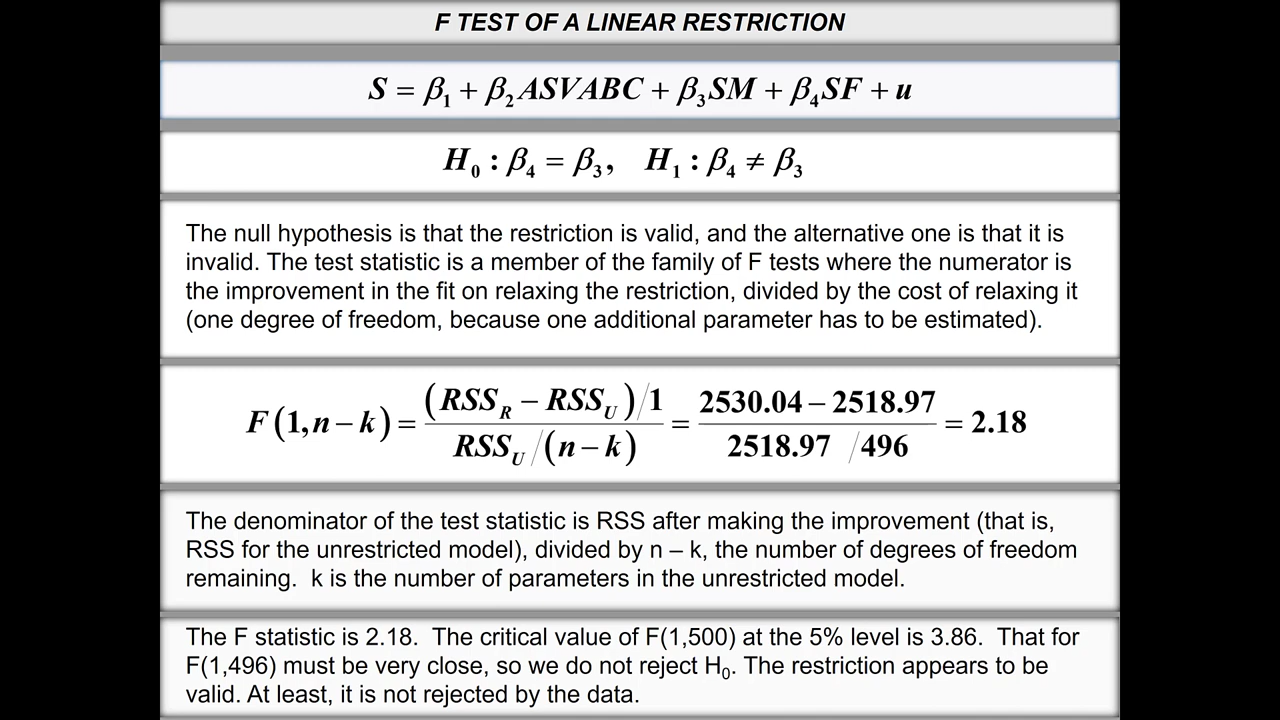 F TEST OF A LINEAR RESTRICTION
S = β₁ + β₂ASVABC + β₃SM + β₄SF + u
H₀ : β₄ = β₃, H₁ : β₄ ≠ β₃
The null hypothesis is that the restriction is valid, and the alternative one is that it is
invalid. The test statistic is a member of the family of F tests where the numerator is
the improvement in the fit on relaxing the restriction, divided by the cost of relaxing it
(one degree of freedom, because one additional parameter has to be estimated).
F(1, n − k) = ((RSS_R − RSS_U)/1) / (RSS_U/(n − k)) = (2530.04 − 2518.97) / (2518.97 /496) = 2.18
The denominator of the test statistic is RSS after making the improvement (that is,
RSS for the unrestricted model), divided by n – k, the number of degrees of freedom
remaining. k is the number of parameters in the unrestricted model.
The F statistic is 2.18. The critical value of F(1,500) at the 5% level is 3.86. That for
F(1,496) must be very close, so we do not reject H₀. The restriction appears to be
valid. At least, it is not rejected by the data.